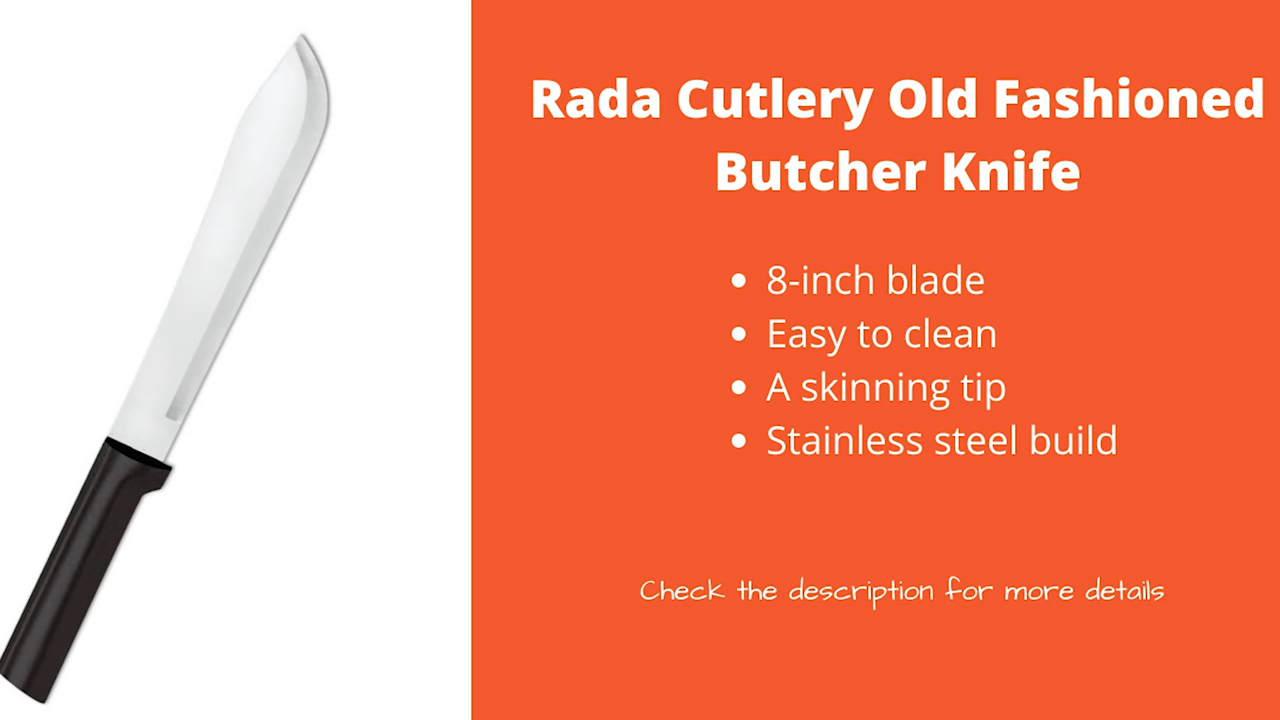 Rada Cutlery Old Fashioned
Butcher Knife
• 8-inch blade
• Easy to clean
• A skinning tip
• Stainless steel build
Check the description for more details